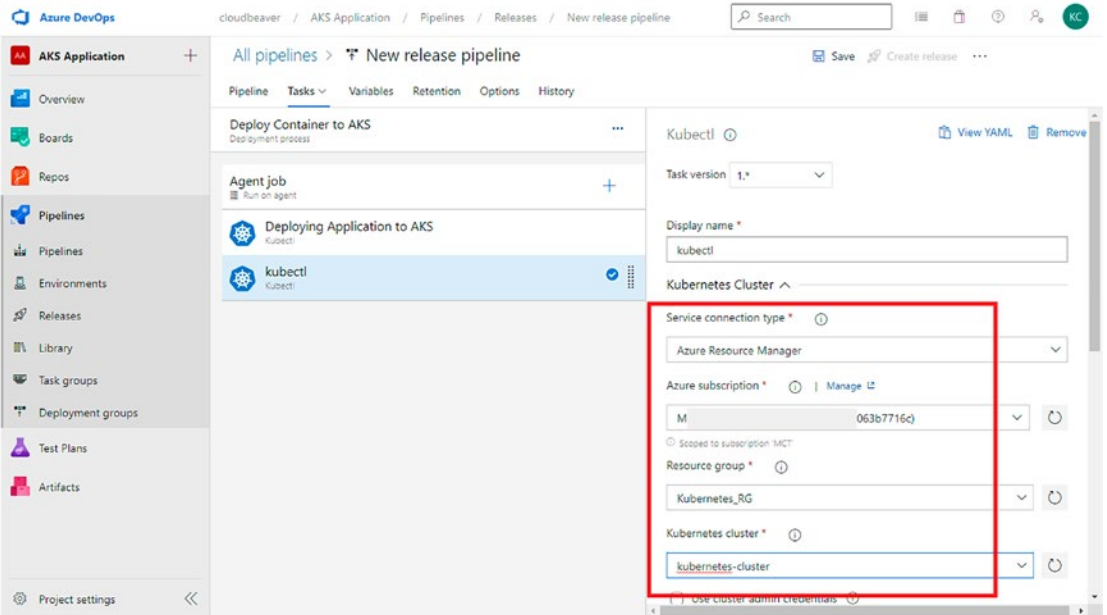 Azure DevOps
cloudbeaver / AKS Application / Pipelines / Releases / New release pipeline
Search
KC
AA AKS Application
All pipelines > New release pipeline
Save
Create release
Pipeline Tasks Variables Retention Options History
Overview
Boards
Repos
Pipelines
Pipelines
Environments
Releases
Library
Task groups
Deployment groups
Test Plans
Artifacts
Project settings
Deploy Container to AKS
Deployment process
Agent job
Run on agent
Deploying Application to AKS
Kubectl
kubectl
Kubectl
Kubectl
View YAML
Remove
Task version 1.*
Display name *
kubectl
Kubernetes Cluster
Service connection type *
Azure Resource Manager
Azure subscription * | Manage
M 063b7716c)
Scoped to subscription 'MCT'
Resource group *
Kubernetes_RG
Kubernetes cluster *
kubernetes-cluster
Use cluster admin credentials